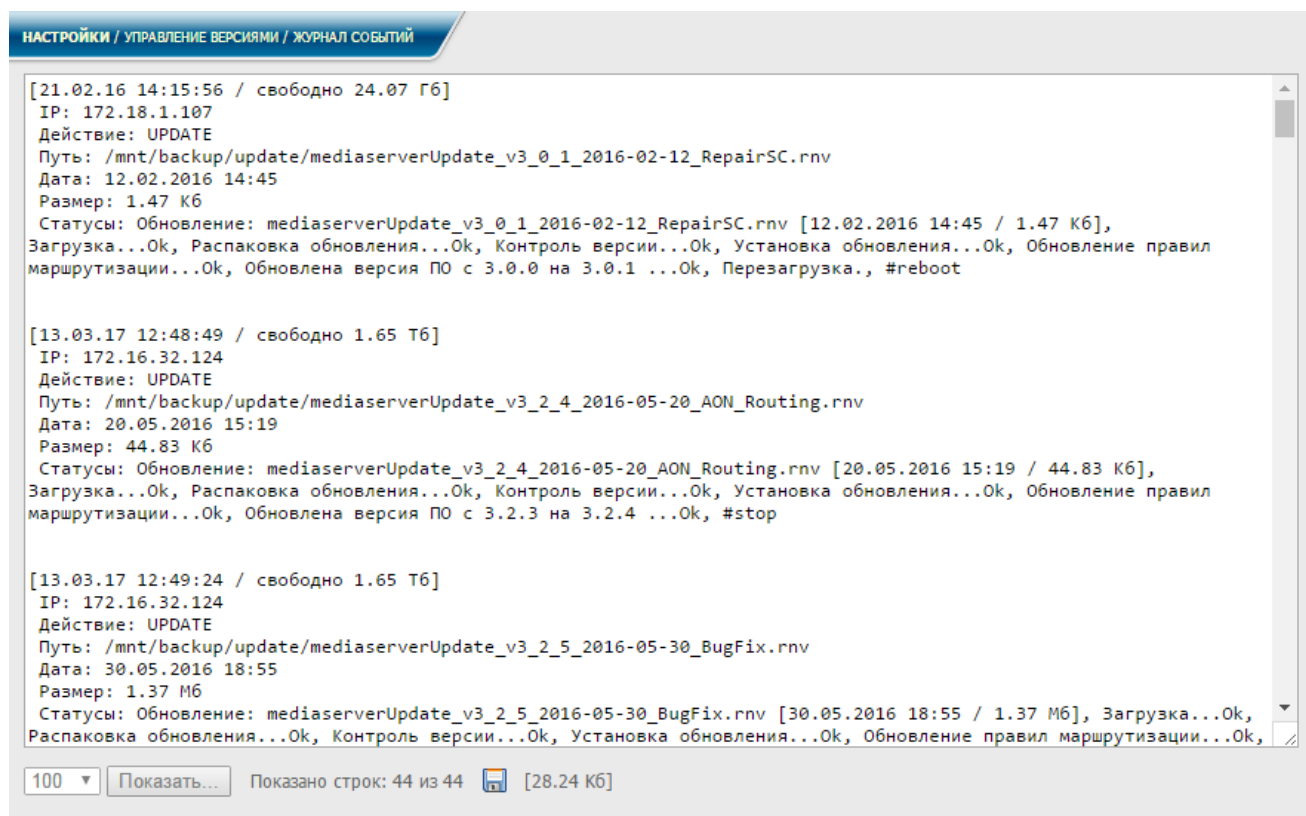 НАСТРОЙКИ / УПРАВЛЕНИЕ ВЕРСИЯМИ / ЖУРНАЛ СОБЫТИЙ
[21.02.16 14:15:56 / свободно 24.07 Гб]
IP: 172.18.1.107
Действие: UPDATE
Путь: /mnt/backup/update/mediaserverUpdate_v3_0_1_2016-02-12_RepairSC.rnv
Дата: 12.02.2016 14:45
Размер: 1.47 Кб
Статусы: Обновление: mediaserverUpdate_v3_0_1_2016-02-12_RepairSC.rnv [12.02.2016 14:45 / 1.47 Кб],
Загрузка...Ok, Распаковка обновления...Ok, Контроль версии...Ok, Установка обновления...Ok, Обновление правил
маршрутизации...Ok, Обновлена версия ПО с 3.0.0 на 3.0.1 ...Ok, Перезагрузка., #reboot
[13.03.17 12:48:49 / свободно 1.65 Тб]
IP: 172.16.32.124
Действие: UPDATE
Путь: /mnt/backup/update/mediaserverUpdate_v3_2_4_2016-05-20_AON_Routing.rnv
Дата: 20.05.2016 15:19
Размер: 44.83 Кб
Статусы: Обновление: mediaserverUpdate_v3_2_4_2016-05-20_AON_Routing.rnv [20.05.2016 15:19 / 44.83 Кб],
Загрузка...Ok, Распаковка обновления...Ok, Контроль версии...Ok, Установка обновления...Ok, Обновление правил
маршрутизации...Ok, Обновлена версия ПО с 3.2.3 на 3.2.4 ...Ok, #stop
[13.03.17 12:49:24 / свободно 1.65 Тб]
IP: 172.16.32.124
Действие: UPDATE
Путь: /mnt/backup/update/mediaserverUpdate_v3_2_5_2016-05-30_BugFix.rnv
Дата: 30.05.2016 18:55
Размер: 1.37 Мб
Статусы: Обновление: mediaserverUpdate_v3_2_5_2016-05-30_BugFix.rnv [30.05.2016 18:55 / 1.37 Мб], Загрузка...Ok,
Распаковка обновления...Ok, Контроль версии...Ok, Установка обновления...Ok, Обновление правил маршрутизации...Ok,
100 Показать... Показано строк: 44 из 44 [28.24 Кб]